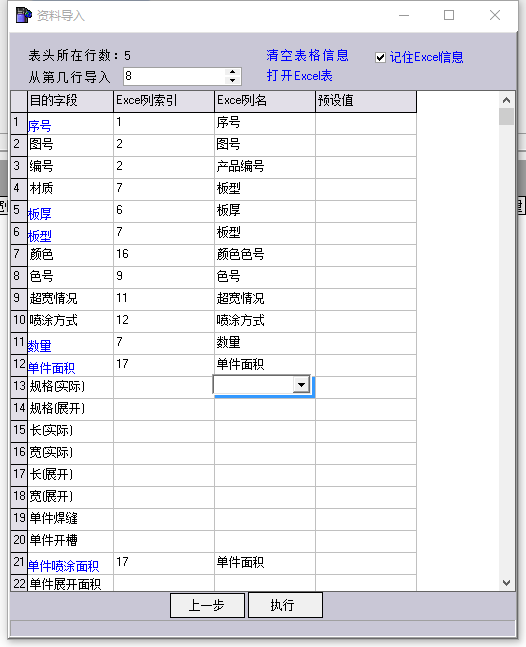 资料导入
表头所在行数：5 清空表格信息 记住Excel信息
从第几行导入 8 打开Excel表
目的字段 Excel列索引 Excel列名 预设值
1 序号 1 序号
2 图号 2 图号
3 编号 2 产品编号
4 材质 7 板型
5 板厚 6 板厚
6 板型 7 板型
7 颜色 16 颜色色号
8 色号 9 色号
9 超宽情况 11 超宽情况
10 喷涂方式 12 喷涂方式
11 数量 7 数量
12 单件面积 17 单件面积
13 规格(实际)
14 规格(展开)
15 长(实际)
16 宽(实际)
17 长(展开)
18 宽(展开)
19 单件焊缝
20 单件开槽
21 单件喷涂面积 17 单件面积
22 单件展开面积
上一步 执行